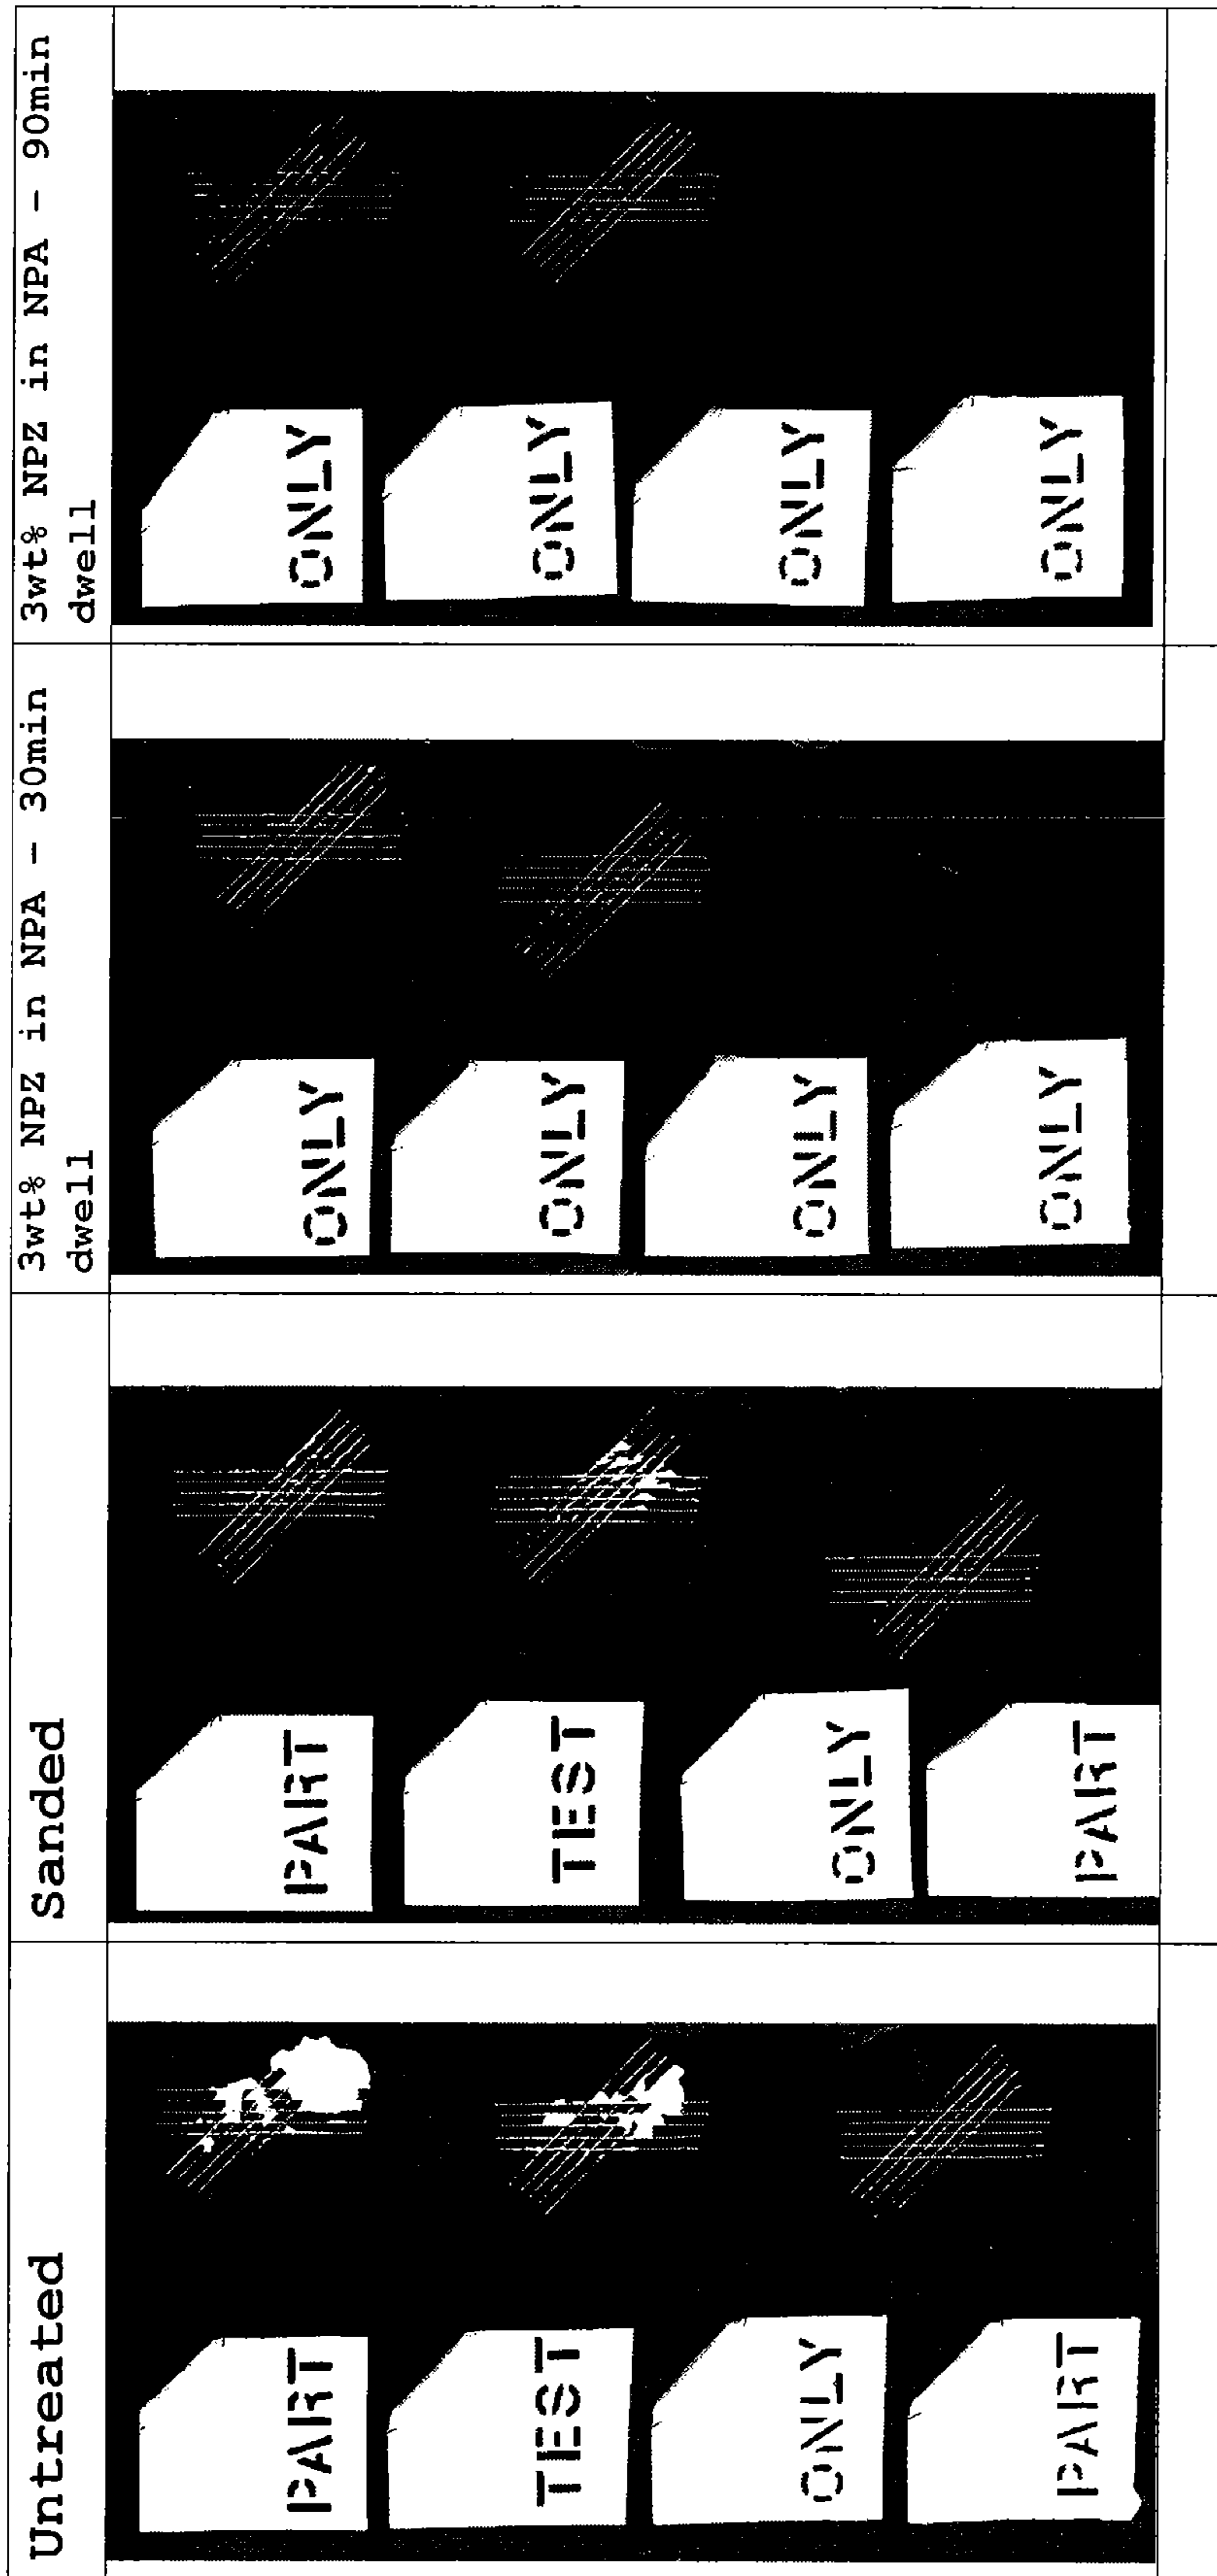 Untreated
PART
TEST
ONLY
PART
Sanded
PART
TEST
ONLY
PART
3wt% NPZ in NPA – 30min
dwell
ONLY
ONLY
ONLY
ONLY
3wt% NPZ in NPA – 90min
dwell
ONLY
ONLY
ONLY
ONLY